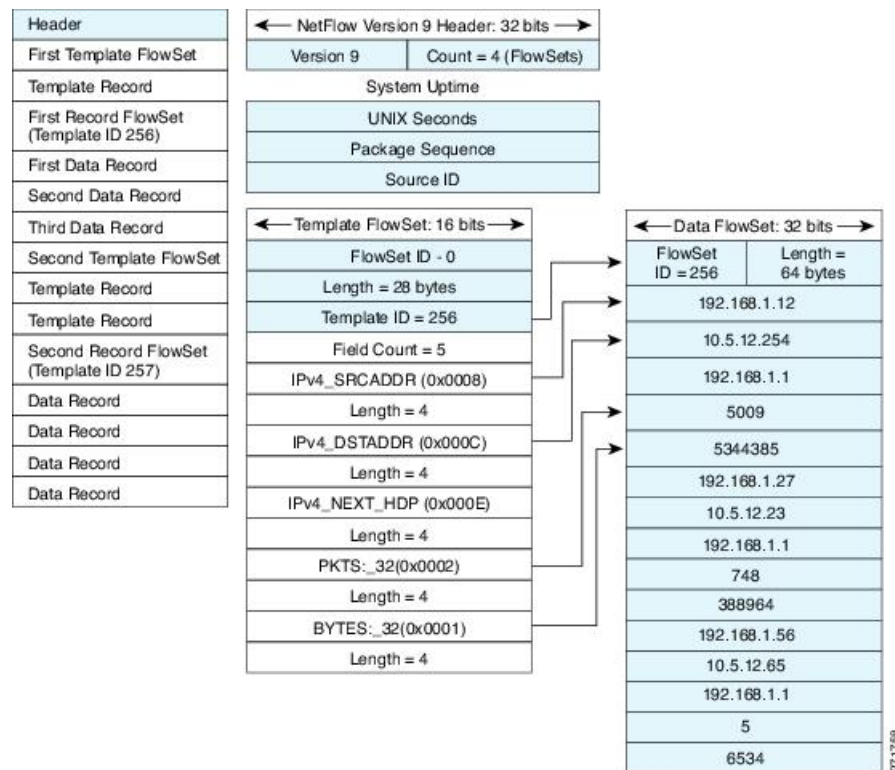 Header
First Template FlowSet
Template Record
First Record FlowSet
(Template ID 256)
First Data Record
Second Data Record
Third Data Record
Second Template FlowSet
Template Record
Template Record
Second Record FlowSet
(Template ID 257)
Data Record
Data Record
Data Record
Data Record
NetFlow Version 9 Header: 32 bits
Version 9
Count = 4 (FlowSets)
System Uptime
UNIX Seconds
Package Sequence
Source ID
Template FlowSet: 16 bits
FlowSet ID - 0
Length = 28 bytes
Template ID = 256
Field Count = 5
IPv4_SRCADDR (0x0008)
Length = 4
IPv4_DSTADDR (0x000C)
Length = 4
IPv4_NEXT_HDP (0x000E)
Length = 4
PKTS:_32(0x0002)
Length = 4
BYTES:_32(0x0001)
Length = 4
Data FlowSet: 32 bits
FlowSet
ID = 256
Length =
64 bytes
192.168.1.12
10.5.12.254
192.168.1.1
5009
5344385
192.168.1.27
10.5.12.23
192.168.1.1
748
388964
192.168.1.56
10.5.12.65
192.168.1.1
5
6534